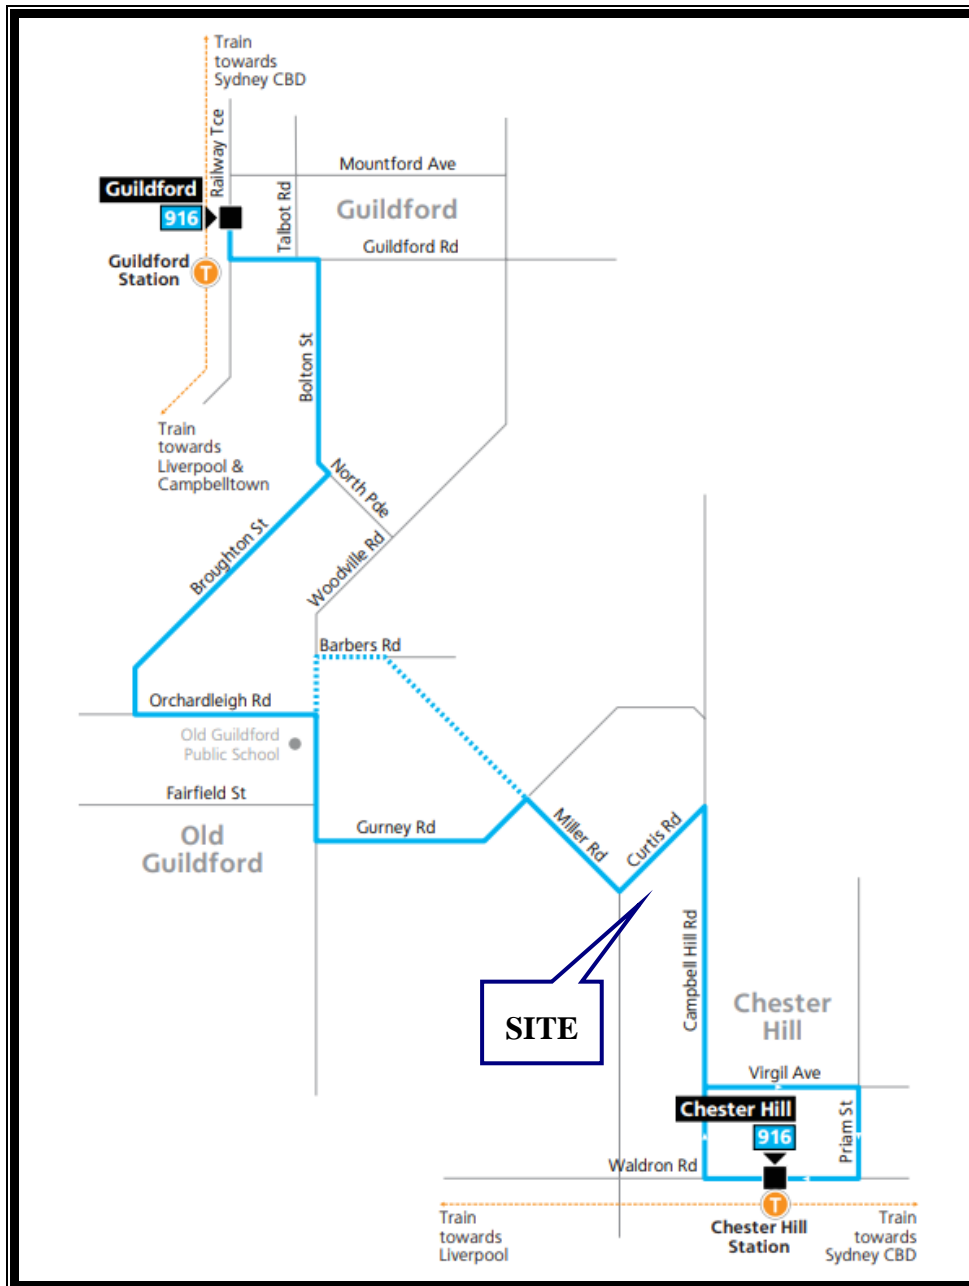 Train
towards
Sydney CBD
Railway Tce
Mountford Ave
Guildford
916
Talbot Rd
Guildford
Guildford Rd
Guildford
Station
T
Bolton St
Train
towards
Liverpool &
Campbelltown
North Pde
Broughton St
Woodville Rd
Barbers Rd
Orchardleigh Rd
Old Guildford
Public School
Fairfield St
Old
Guildford
Gurney Rd
Miller Rd
Curtis Rd
SITE
Campbell Hill Rd
Chester
Hill
Virgil Ave
Chester Hill
916
Priam St
Waldron Rd
T
Train
towards
Liverpool
Chester Hill
Station
Train
towards
Sydney CBD